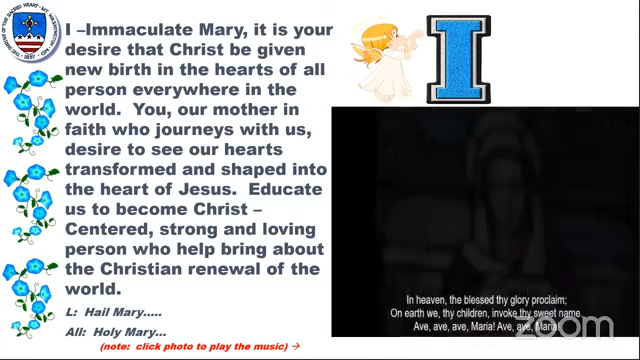 I –Immaculate Mary, it is your
desire that Christ be given
new birth in the hearts of all
person everywhere in the
world. You, our mother in
faith who journeys with us,
desire to see our hearts
transformed and shaped into
the heart of Jesus. Educate
us to become Christ –
Centered, strong and loving
person who help bring about
the Christian renewal of the
world.
L: Hail Mary.....
All: Holy Mary...
(note: click photo to play the music) →
I
In heaven, the blessed thy glory proclaim;
On earth we, thy children, invoke thy sweet name.
Ave, ave, ave, Maria! Ave, ave, Maria!
zoom